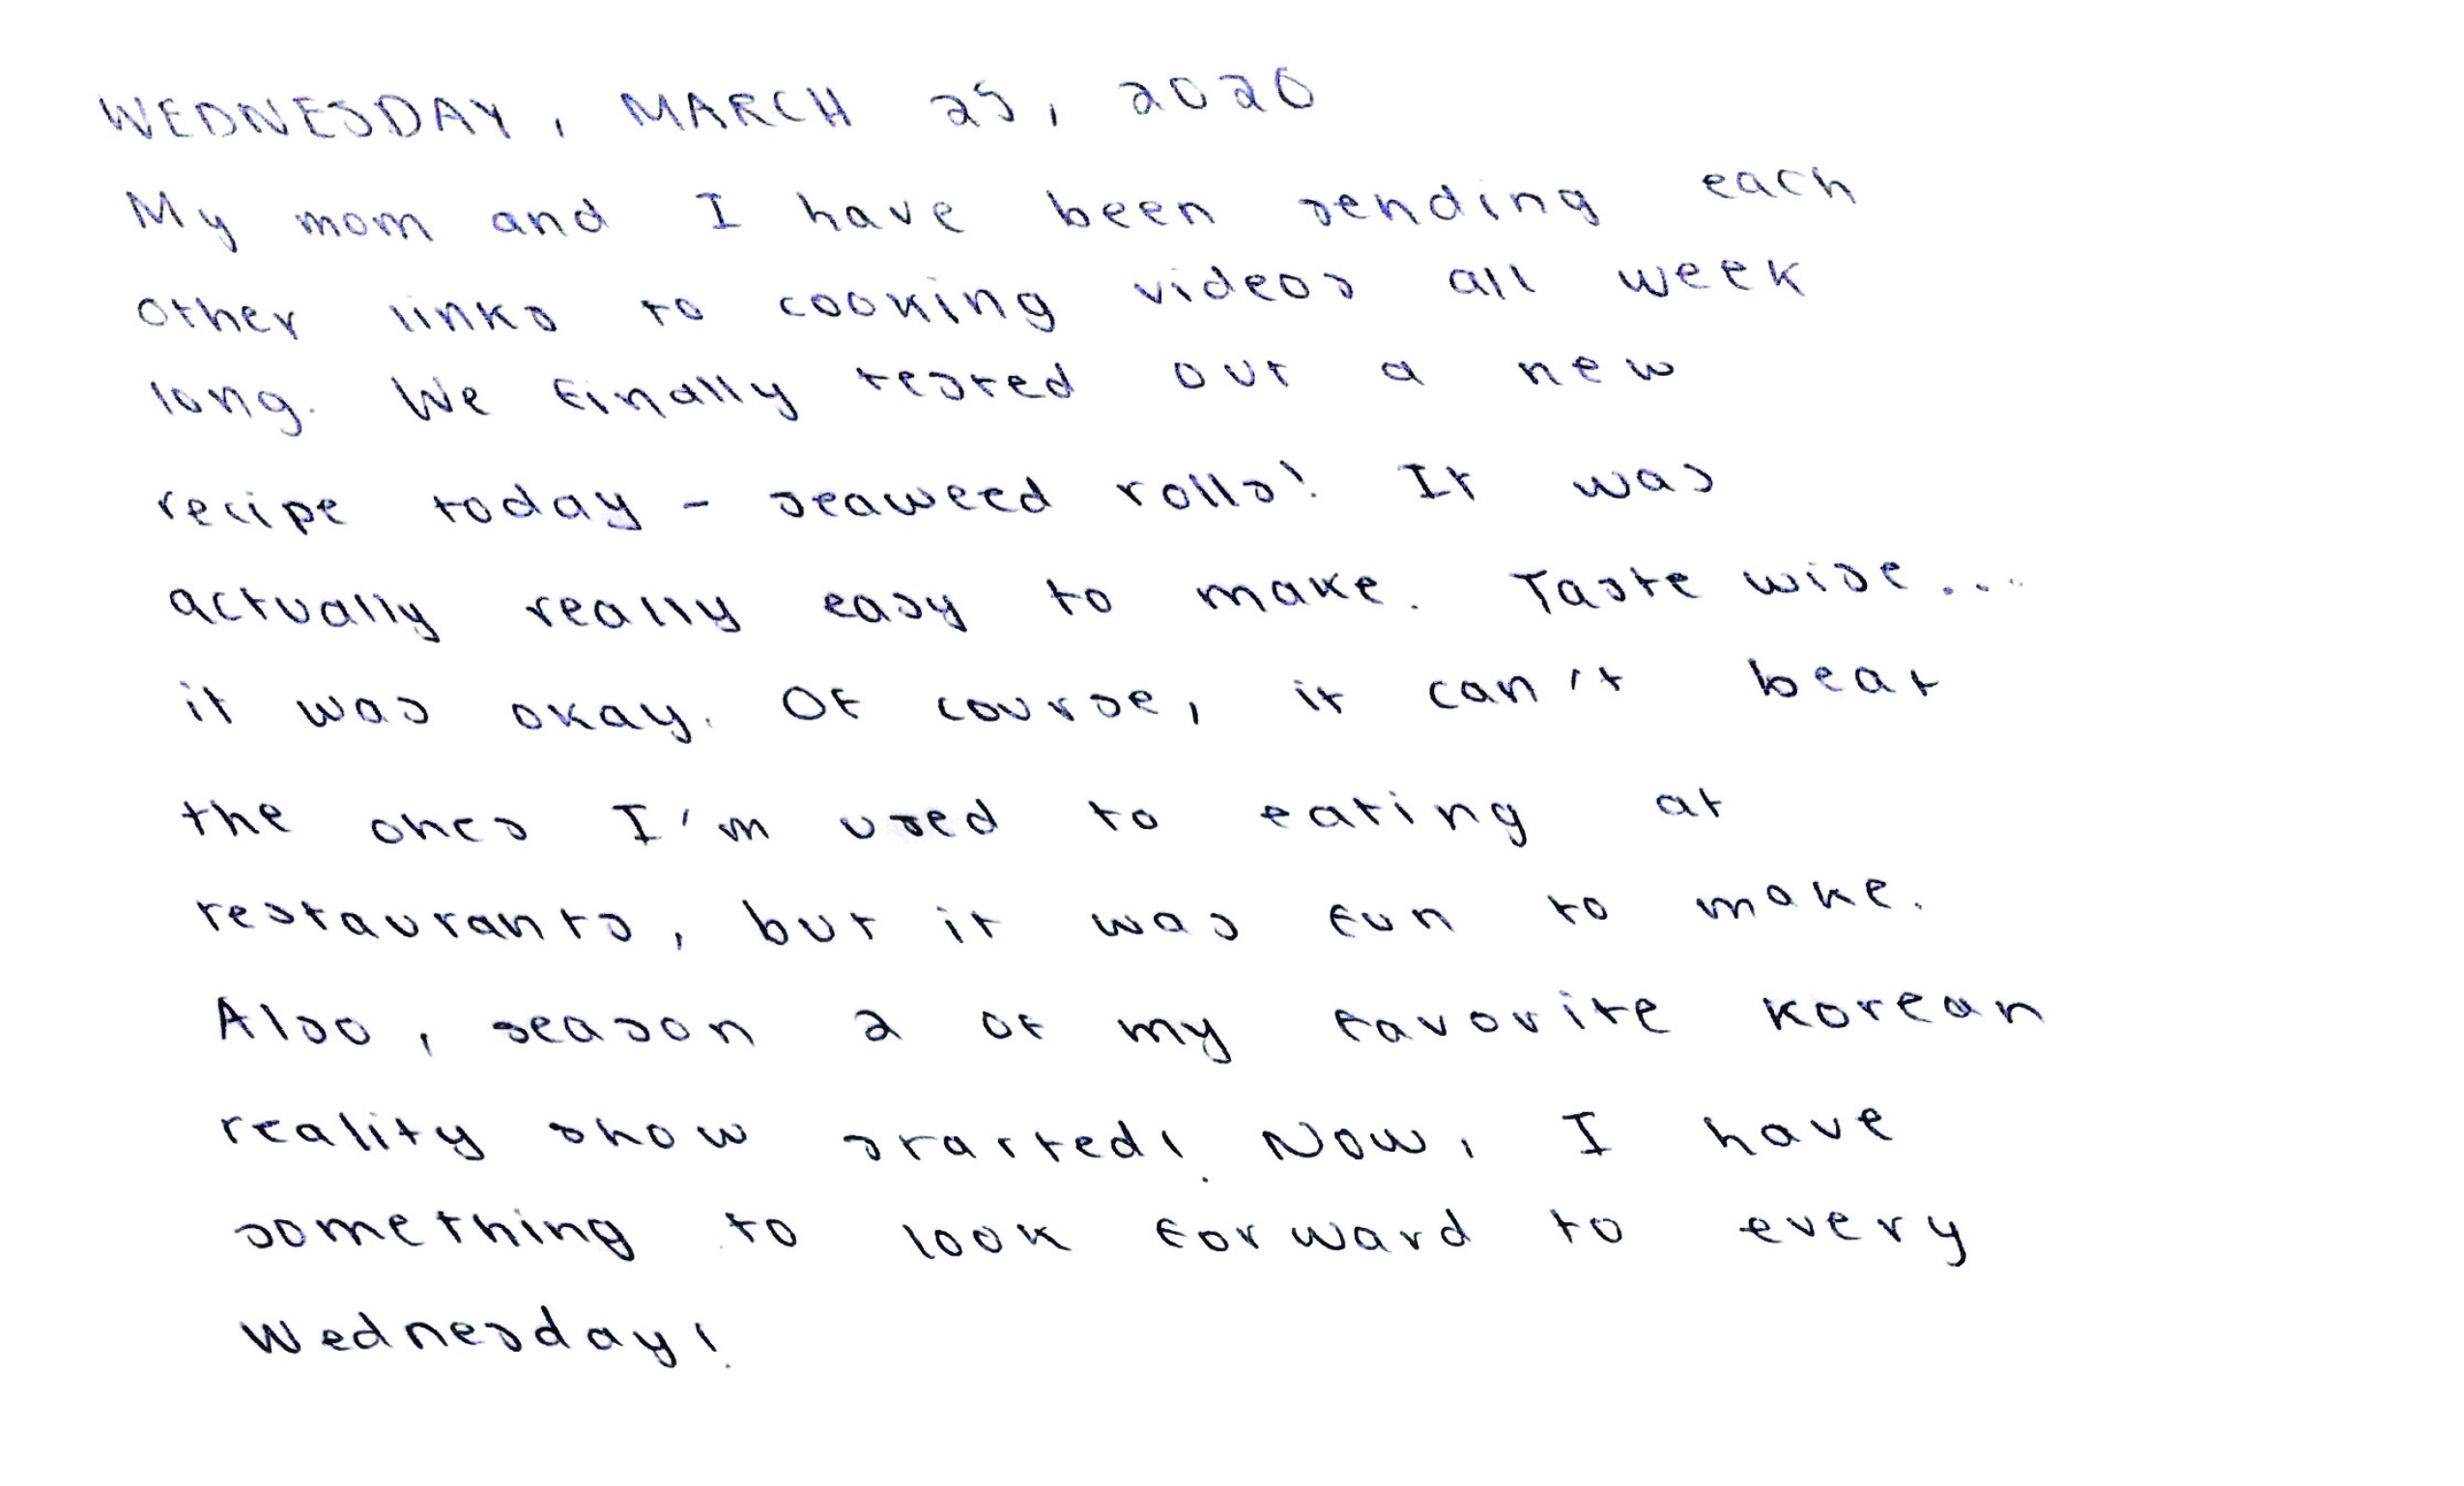 WEDNESDAY, MARCH 25, 2020
My mom and I have been sending each
other links to cooking videos all week
long. We finally tested out a new
recipe today - seaweed rolls! It was
actually really easy to make. Taste wise...
it was okay. Of course, it can't beat
the ones I'm used to eating at
restaurants, but it was fun to make.
Also, season 2 of my favorite Korean
reality show started! Now, I have
something to look forward to every
Wednesday!